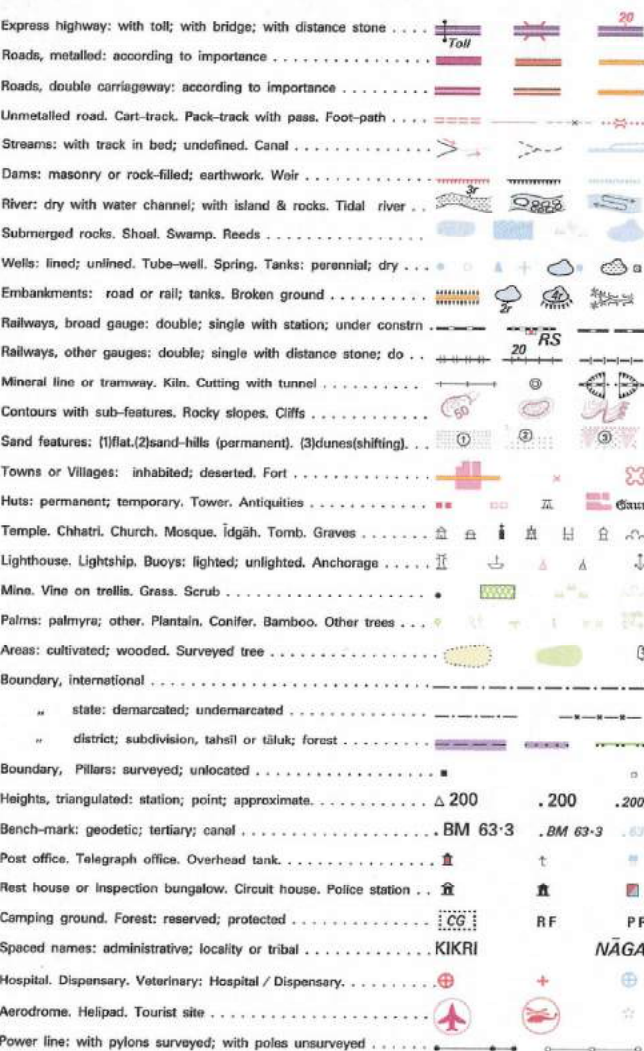 Express highway: with toll; with bridge; with distance stone . . . . Toll 20
Roads, metalled: according to importance . . . . . . . . . . . . . . . .
Roads, double carriageway: according to importance . . . . . . . . .
Unmetalled road. Cart-track. Pack-track with pass. Foot-path . . . .
Streams: with track in bed; undefined. Canal . . . . . . . . . . . . .
Dams: masonry or rock-filled; earthwork. Weir . . . . . . . . . . . . 3r
River: dry with water channel; with island & rocks. Tidal river . .
Submerged rocks. Shoal. Swamp. Reeds . . . . . . . . . . . . . . . .
Wells: lined; unlined. Tube-well. Spring. Tanks: perennial; dry . . .
Embankments: road or rail; tanks. Broken ground . . . . . . . . . . 2r 4r
Railways, broad gauge: double; single with station; under constrn . RS
Railways, other gauges: double; single with distance stone; do . . 20
Mineral line or tramway. Kiln. Cutting with tunnel . . . . . . . . . . .
Contours with sub-features. Rocky slopes. Cliffs . . . . . . . . . . . . 50
Sand features: (1)flat.(2)sand-hills (permanent). (3)dunes(shifting). . . 1 2 3
Towns or Villages: inhabited; deserted. Fort . . . . . . . . . . . . . .
Huts: permanent; temporary. Tower. Antiquities . . . . . . . . . . . .
Temple. Chhatri. Church. Mosque. Īdgāh. Tomb. Graves . . . . . .
Lighthouse. Lightship. Buoys: lighted; unlighted. Anchorage . . . . .
Mine. Vine on trellis. Grass. Scrub . . . . . . . . . . . . . . . . . . .
Palms: palmyra; other. Plantain. Conifer. Bamboo. Other trees . . .
Areas: cultivated; wooded. Surveyed tree . . . . . . . . . . . . . . . .
Boundary, international . . . . . . . . . . . . . . . . . . . . . . . . . .
„ state: demarcated; undemarcated . . . . . . . . . . . . . . .
„ district; subdivision, tahsīl or tāluk; forest . . . . . . . . .
Boundary, Pillars: surveyed; unlocated . . . . . . . . . . . . . . . . .
Heights, triangulated: station; point; approximate. . . . . . . . . . . . △ 200 . 200 . 200
Bench-mark: geodetic; tertiary; canal . . . . . . . . . . . . . . . . . . . BM 63·3 . BM 63·3 . 63
Post office. Telegraph office. Overhead tank. . . . . . . . . . . . . .
Rest house or Inspection bungalow. Circuit house. Police station . .
Camping ground. Forest: reserved; protected . . . . . . . . . . . . . CG RF PF
Spaced names: administrative; locality or tribal . . . . . . . . . . . . KIKRI NĀGA
Hospital. Dispensary. Veterinary: Hospital / Dispensary. . . . . . . .
Aerodrome. Helipad. Tourist site . . . . . . . . . . . . . . . . . . . .
Power line: with pylons surveyed; with poles unsurveyed . . . . . .